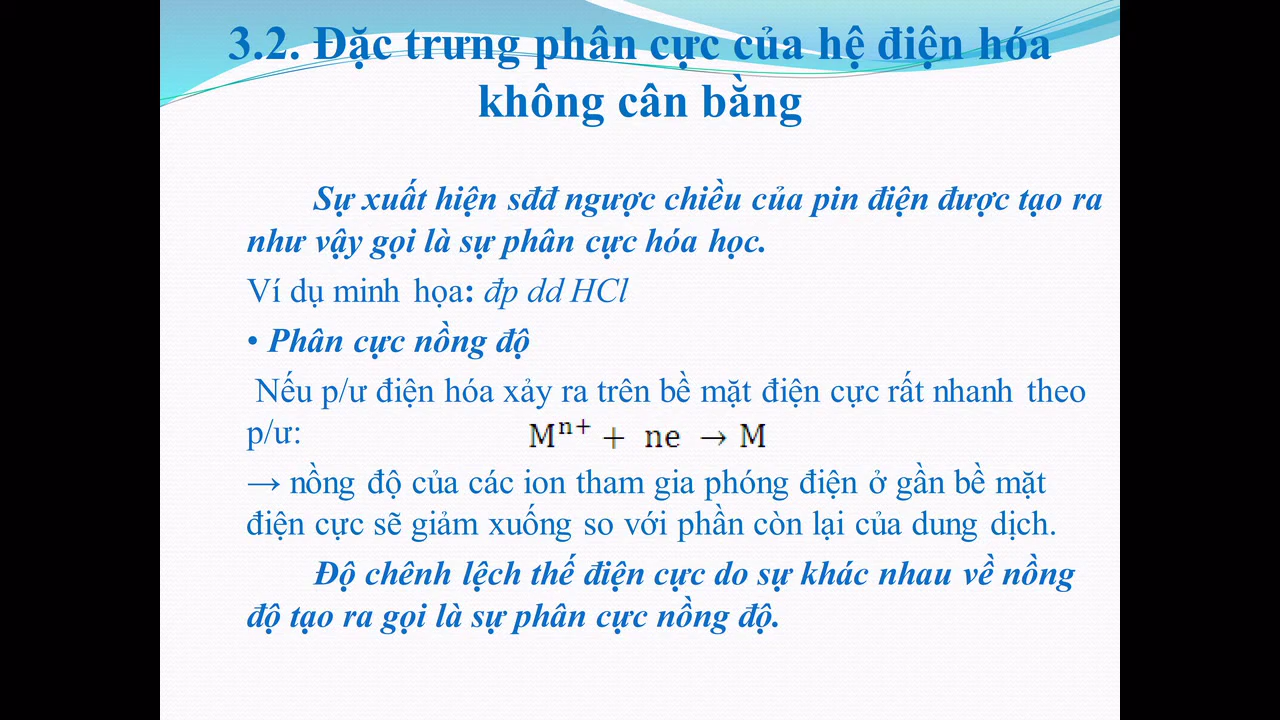 3.2. Đặc trưng phân cực của hệ điện hóa
không cân bằng
Sự xuất hiện sđđ ngược chiều của pin điện được tạo ra
như vậy gọi là sự phân cực hóa học.
Ví dụ minh họa: đp dd HCl
• Phân cực nồng độ
Nếu p/ư điện hóa xảy ra trên bề mặt điện cực rất nhanh theo
p/ư: Mⁿ⁺ + ne → M
→ nồng độ của các ion tham gia phóng điện ở gần bề mặt
điện cực sẽ giảm xuống so với phần còn lại của dung dịch.
Độ chênh lệch thế điện cực do sự khác nhau về nồng
độ tạo ra gọi là sự phân cực nồng độ.